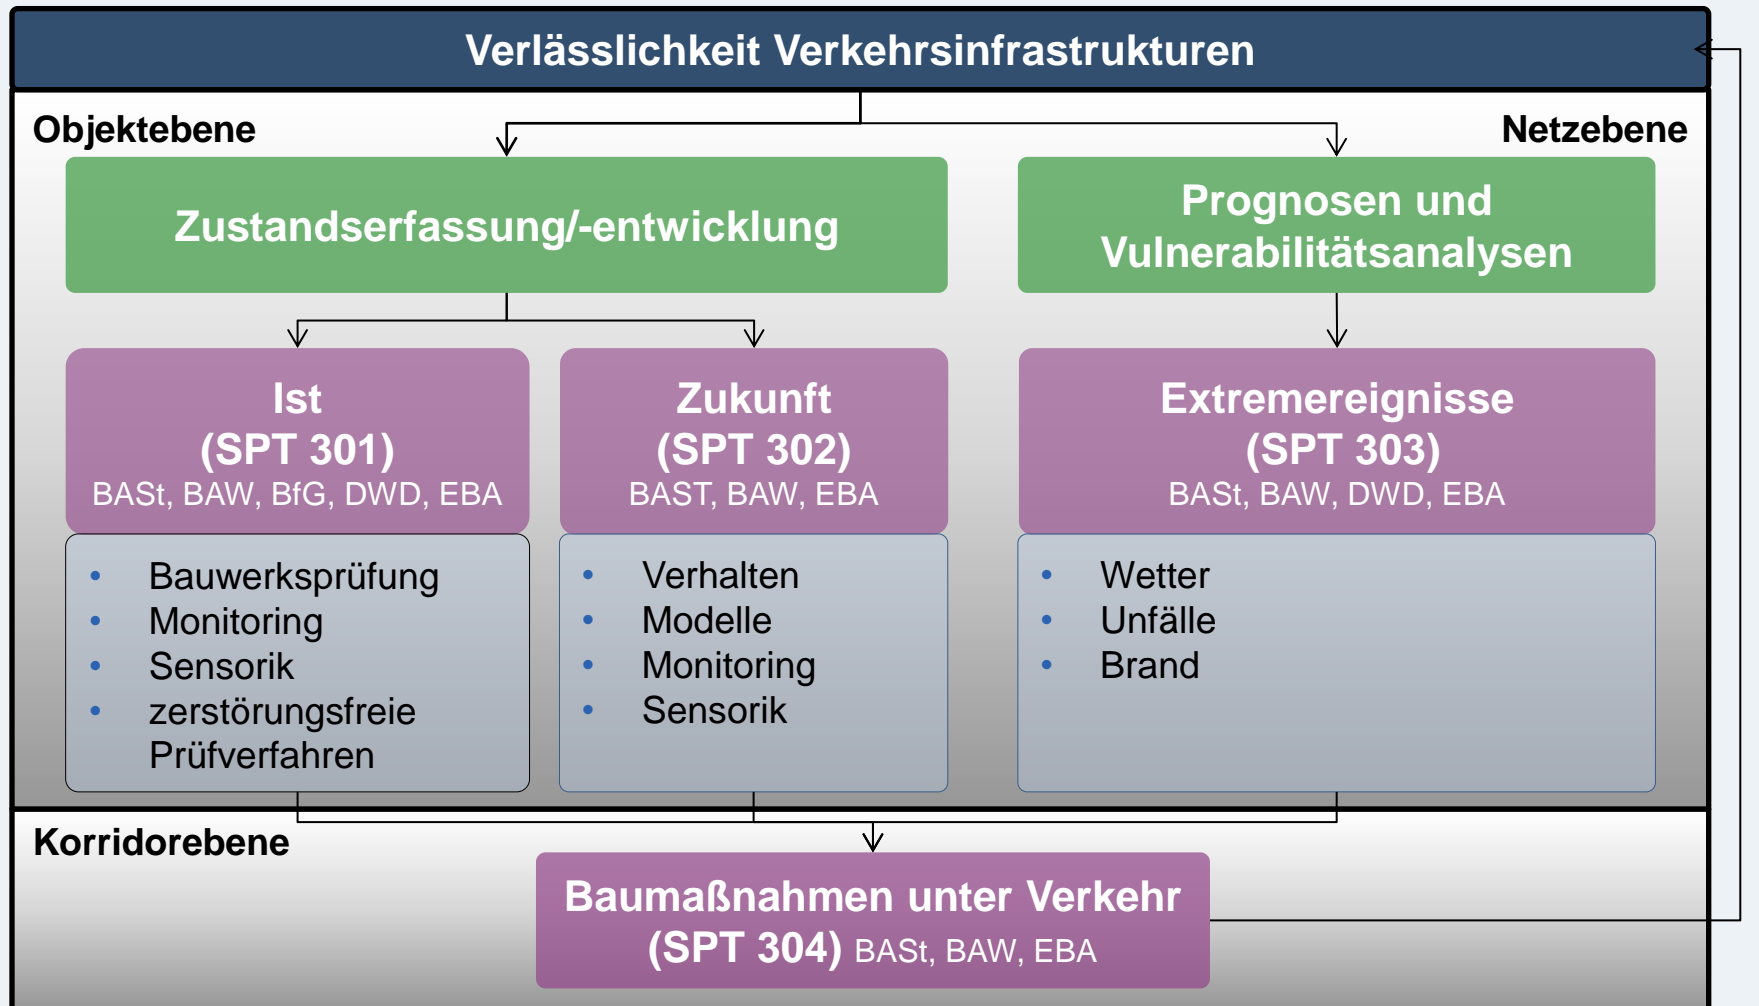 Verlässlichkeit Verkehrsinfrastrukturen
Objektebene
Netzebene
Zustandserfassung/-entwicklung
Prognosen und
Vulnerabilitätsanalysen
Ist
(SPT 301)
BASt, BAW, BfG, DWD, EBA
• Bauwerksprüfung
• Monitoring
• Sensorik
• zerstörungsfreie
Prüfverfahren
Zukunft
(SPT 302)
BAST, BAW, EBA
• Verhalten
• Modelle
• Monitoring
• Sensorik
Extremereignisse
(SPT 303)
BASt, BAW, DWD, EBA
• Wetter
• Unfälle
• Brand
Korridorebene
Baumaßnahmen unter Verkehr
(SPT 304) BASt, BAW, EBA